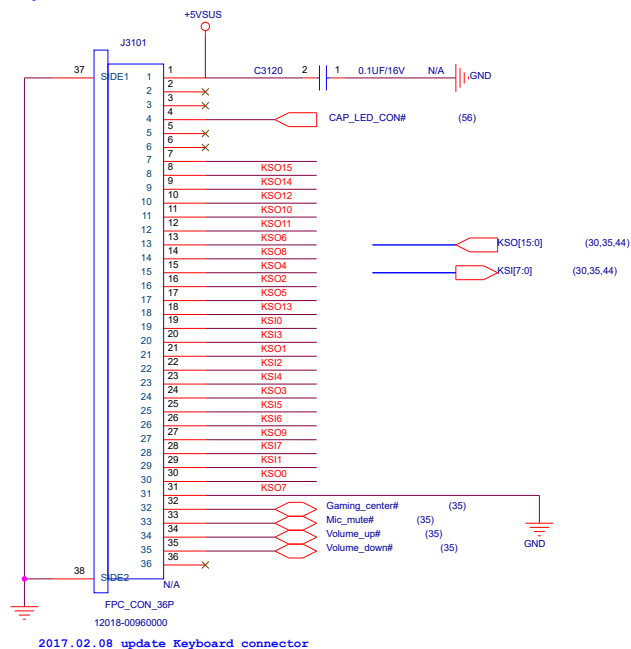 +5VSUS
J3101
37 SIDE1 1 1 C3120 2 1 0.1UF/16V N/A GND
2 2
3 3
4 4 CAP_LED_CON# (56)
5 5
6 6
7 7
8 8 KSO15
9 9 KSO14
10 10 KSO12
11 11 KSO10
12 12 KSO11
13 13 KSO6 KSO[15:0] (30,35,44)
14 14 KSO8
15 15 KSO4 KSI[7:0] (30,35,44)
16 16 KSO2
17 17 KSO5
18 18 KSO13
19 19 KSI0
20 20 KSI3
21 21 KSO1
22 22 KSI2
23 23 KSI4
24 24 KSO3
25 25 KSI5
26 26 KSI6
27 27 KSO9
28 28 KSI7
29 29 KSI1
30 30 KSO0
31 31 KSO7
32 32 Gaming_center# (35)
33 33 Mic_mute# (35)
34 34 Volume_up# (35)
35 35 Volume_down# (35)
36 36
GND
38 SIDE2
N/A
FPC_CON_36P
12018-00960000
2017.02.08 update Keyboard connector